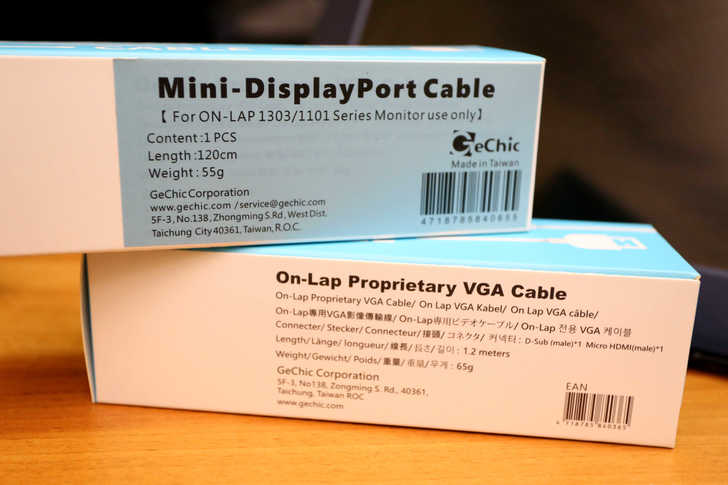 CABLE
Mini-DisplayPort Cable
【 For ON-LAP 1303/1101 Series Monitor use only】
Content:1 PCS
Length:120cm
Weight: 55g
GeChic
Made in Taiwan
GeChic Corporation
www.gechic.com /service@gechic.com
5F-3, No.138, Zhongming S.Rd, West Dist.
Taichung City 40361, Taiwan, R.O.C.
4718785840655
On-Lap Proprietary VGA Cable
On-Lap Proprietary VGA Cable/ On Lap VGA Kabel/ On Lap VGA câble/
On-Lap專用VGA影像傳輸線/ On-Lap専用ビデオケーブル/ On-Lap 전용 VGA 케이블
Connecter/ Stecker/ Connecteur/ 接頭/ コネクタ/ 커넥터 : D-Sub (male)*1 Micro HDMI(male)*1
Length/ Länge/ longueur/ 線長/ 長さ/ 길이 : 1.2 meters
Weight/ Gewicht/ Poids/ 重量/ 重量/ 무게 : 65g
GeChic Corporation
5F-3, No138, Zongming S. Rd., 40361,
Taichung, Taiwan ROC
www.gechic.com
EAN
4 718785 840365